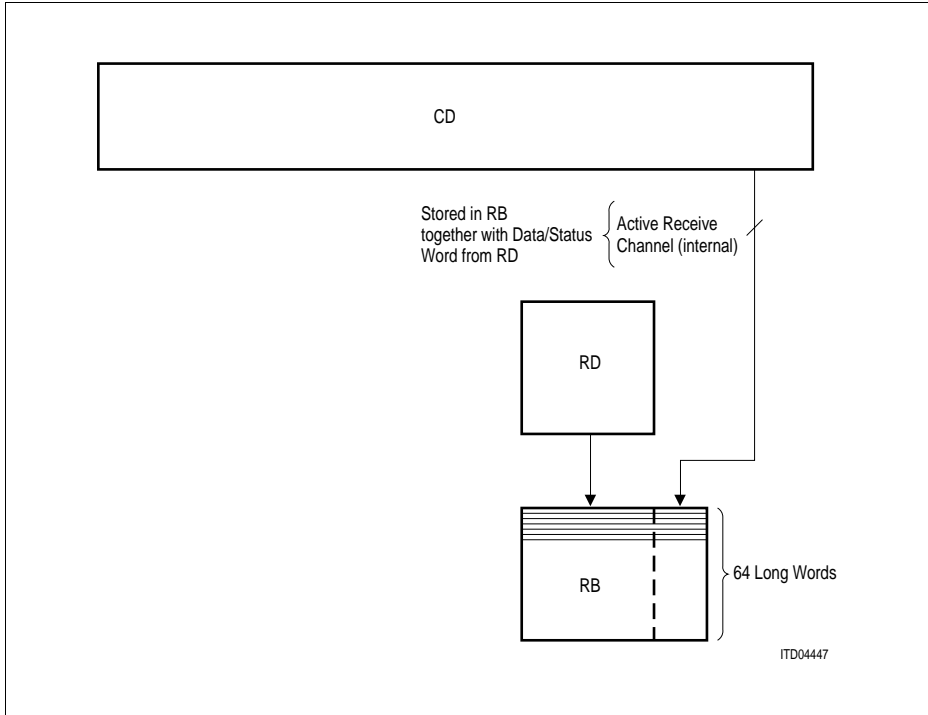 CD
Stored in RB
together with Data/Status
Word from RD
Active Receive
Channel (internal)
RD
RB
64 Long Words
ITD04447